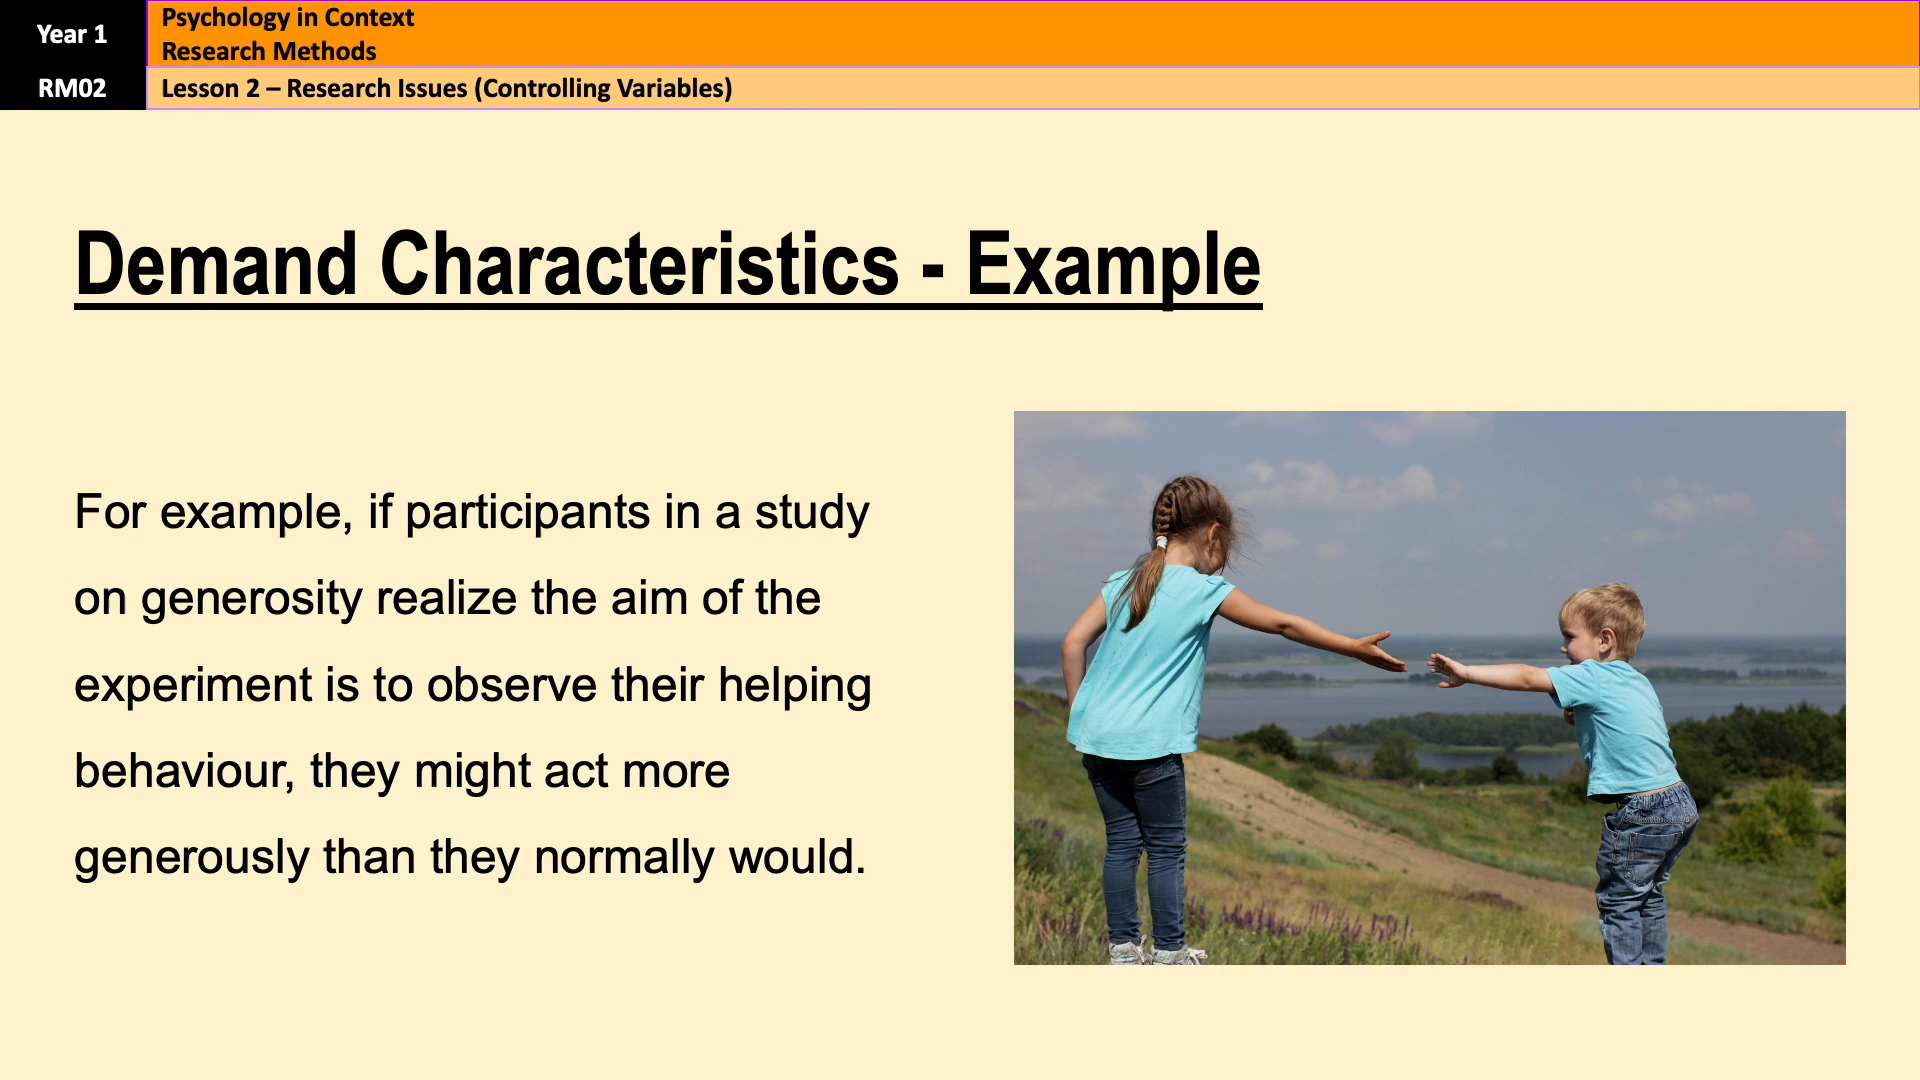 Year 1
Psychology in Context
Research Methods
RM02
Lesson 2 – Research Issues (Controlling Variables)
Demand Characteristics - Example
For example, if participants in a study
on generosity realize the aim of the
experiment is to observe their helping
behaviour, they might act more
generously than they normally would.